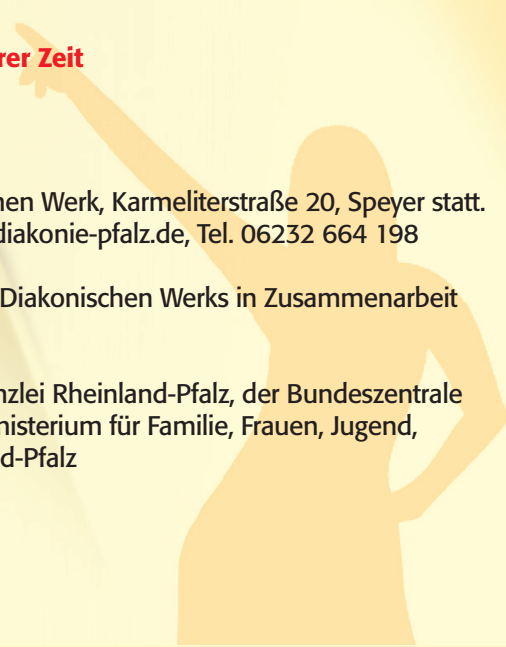 rer Zeit
hen Werk, Karmeliterstraße 20, Speyer statt.
diakonie-pfalz.de, Tel. 06232 664 198
Diakonischen Werks in Zusammenarbeit
nzlei Rheinland-Pfalz, der Bundeszentrale
nisterium für Familie, Frauen, Jugend,
d-Pfalz